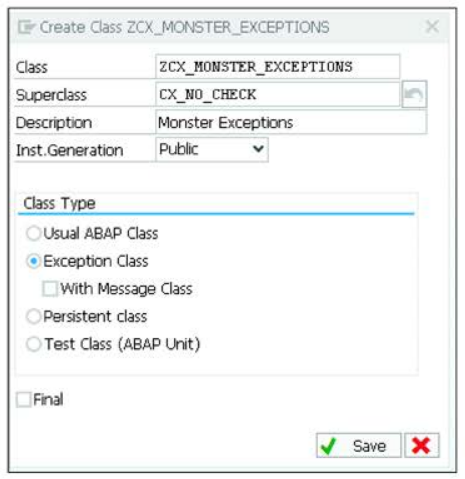 Create Class ZCX_MONSTER_EXCEPTIONS
Class ZCX_MONSTER_EXCEPTIONS
Superclass CX_NO_CHECK
Description Monster Exceptions
Inst.Generation Public
Class Type
Usual ABAP Class
Exception Class
With Message Class
Persistent class
Test Class (ABAP Unit)
Final
Save